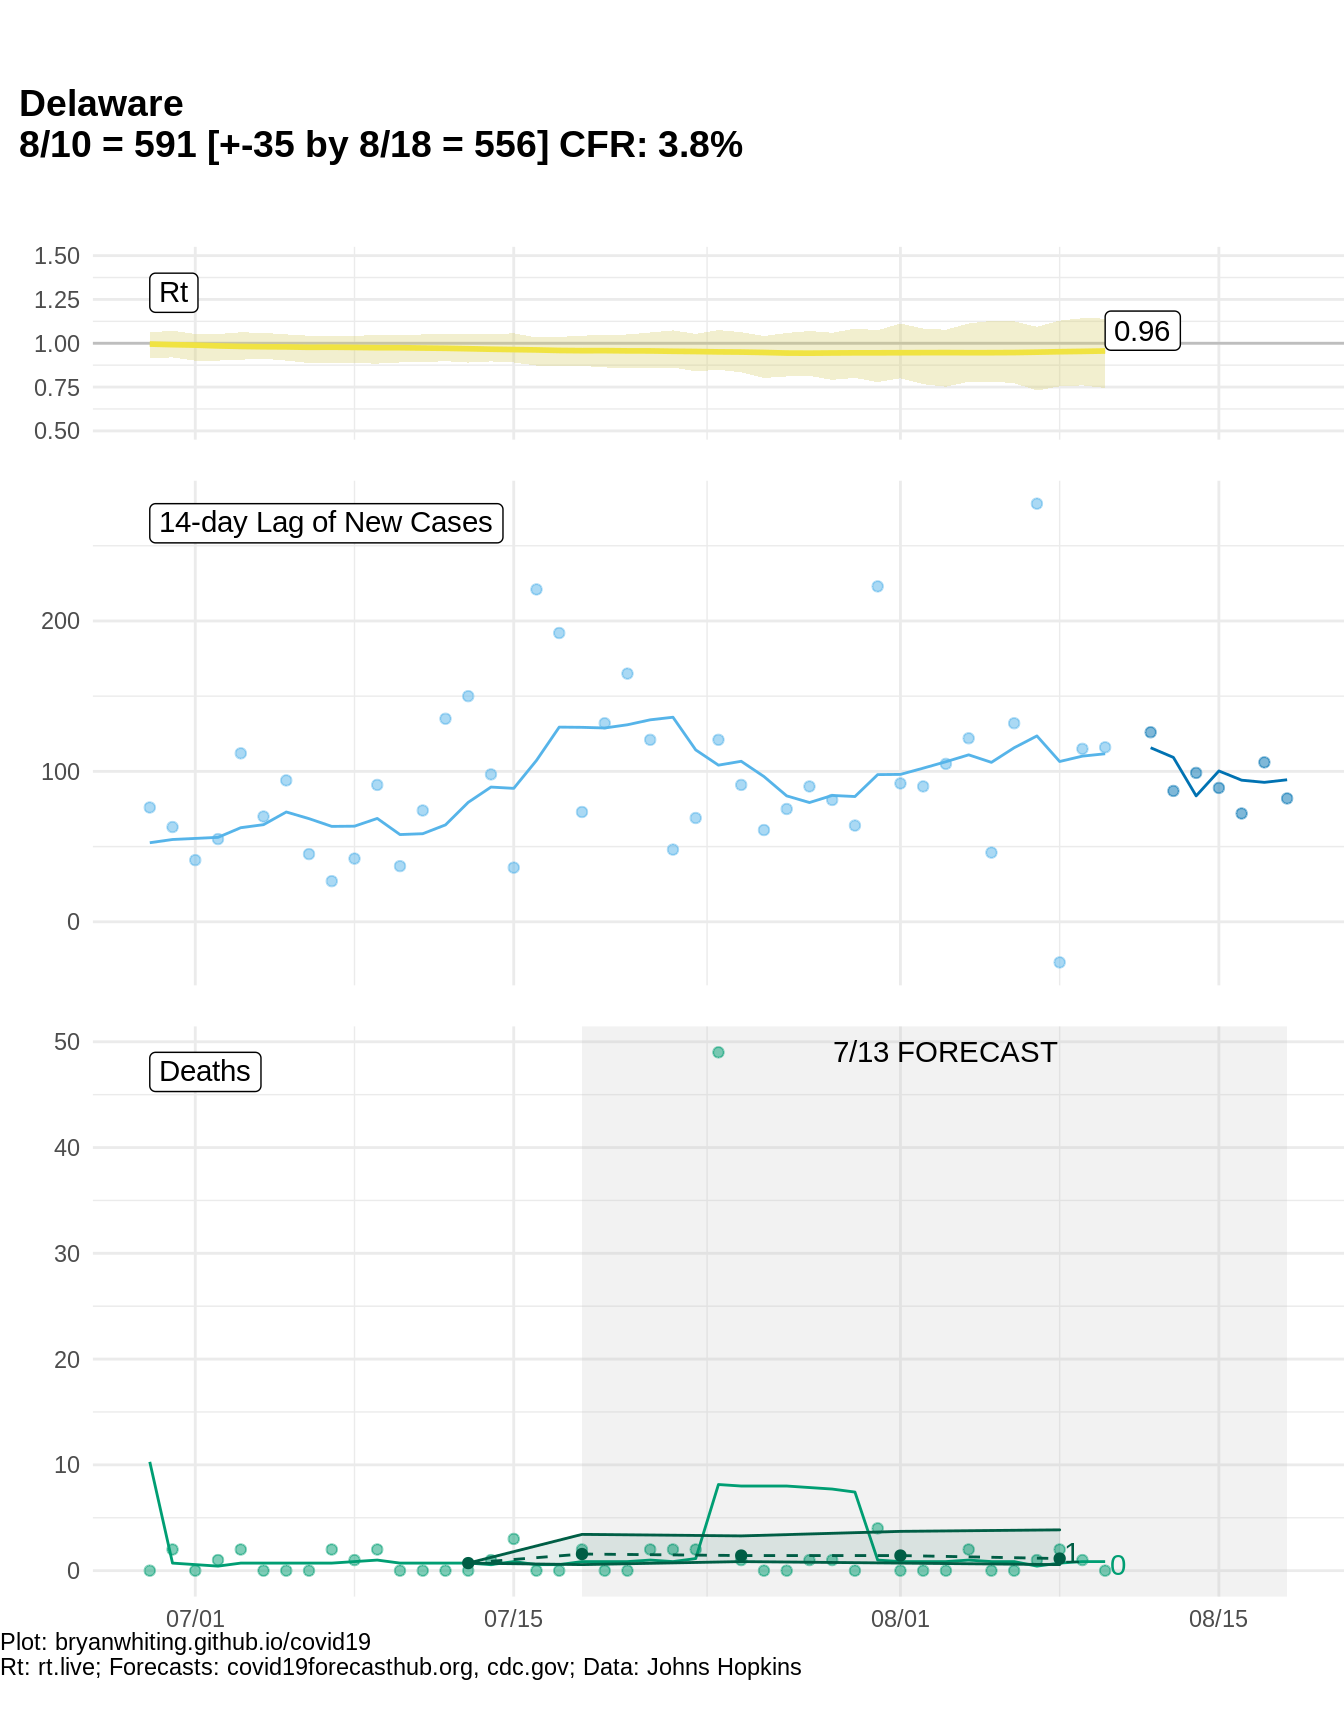 Delaware
8/10 = 591 [+-35 by 8/18 = 556] CFR: 3.8%
1.50
1.25
1.00
0.75
0.50
Rt
0.96
14-day Lag of New Cases
200
100
0
50
40
30
20
10
0
Deaths
7/13 FORECAST
1
0
07/01
07/15
08/01
08/15
Plot: bryanwhiting.github.io/covid19
Rt: rt.live; Forecasts: covid19forecasthub.org, cdc.gov; Data: Johns Hopkins